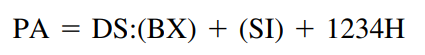 PA = DS:(BX) + (SI) + 1234H